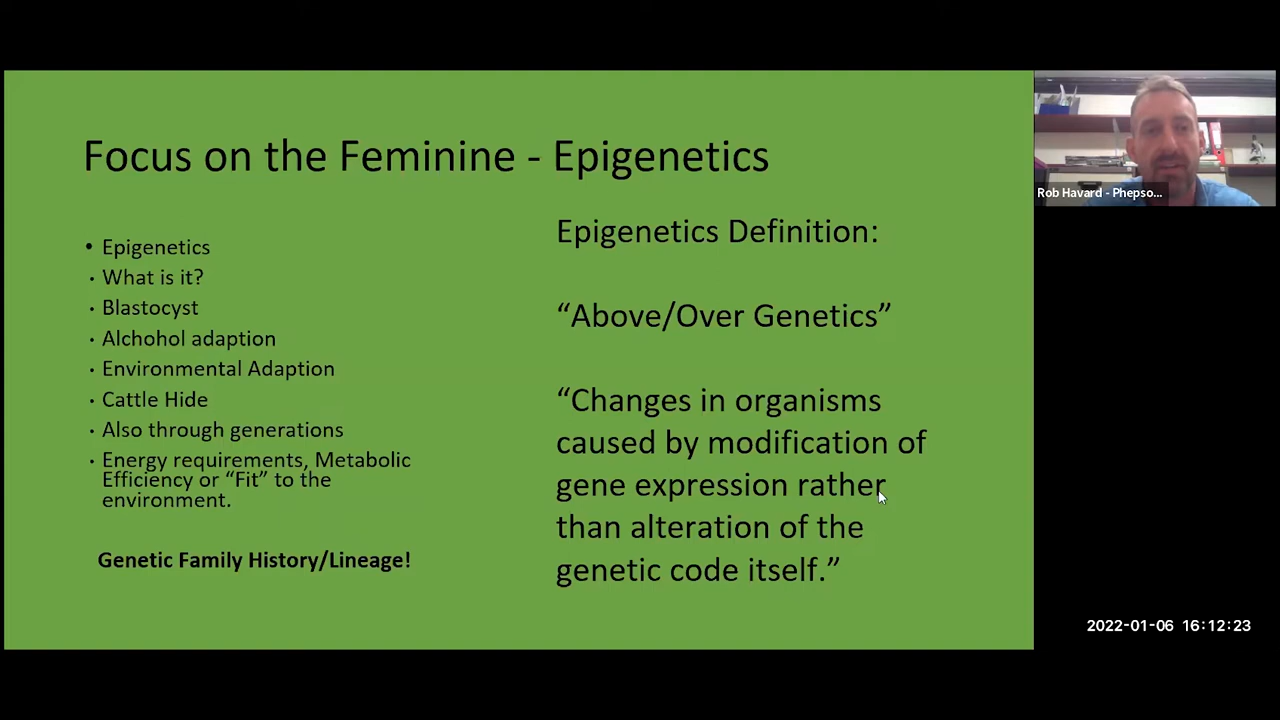 Focus on the Feminine - Epigenetics
• Epigenetics
• What is it?
• Blastocyst
• Alchohol adaption
• Environmental Adaption
• Cattle Hide
• Also through generations
• Energy requirements, Metabolic
Efficiency or “Fit” to the
environment.
Genetic Family History/Lineage!
Epigenetics Definition:
“Above/Over Genetics”
“Changes in organisms
caused by modification of
gene expression rather
than alteration of the
genetic code itself.”
Rob Havard - Phepso...
2022-01-06 16:12:23